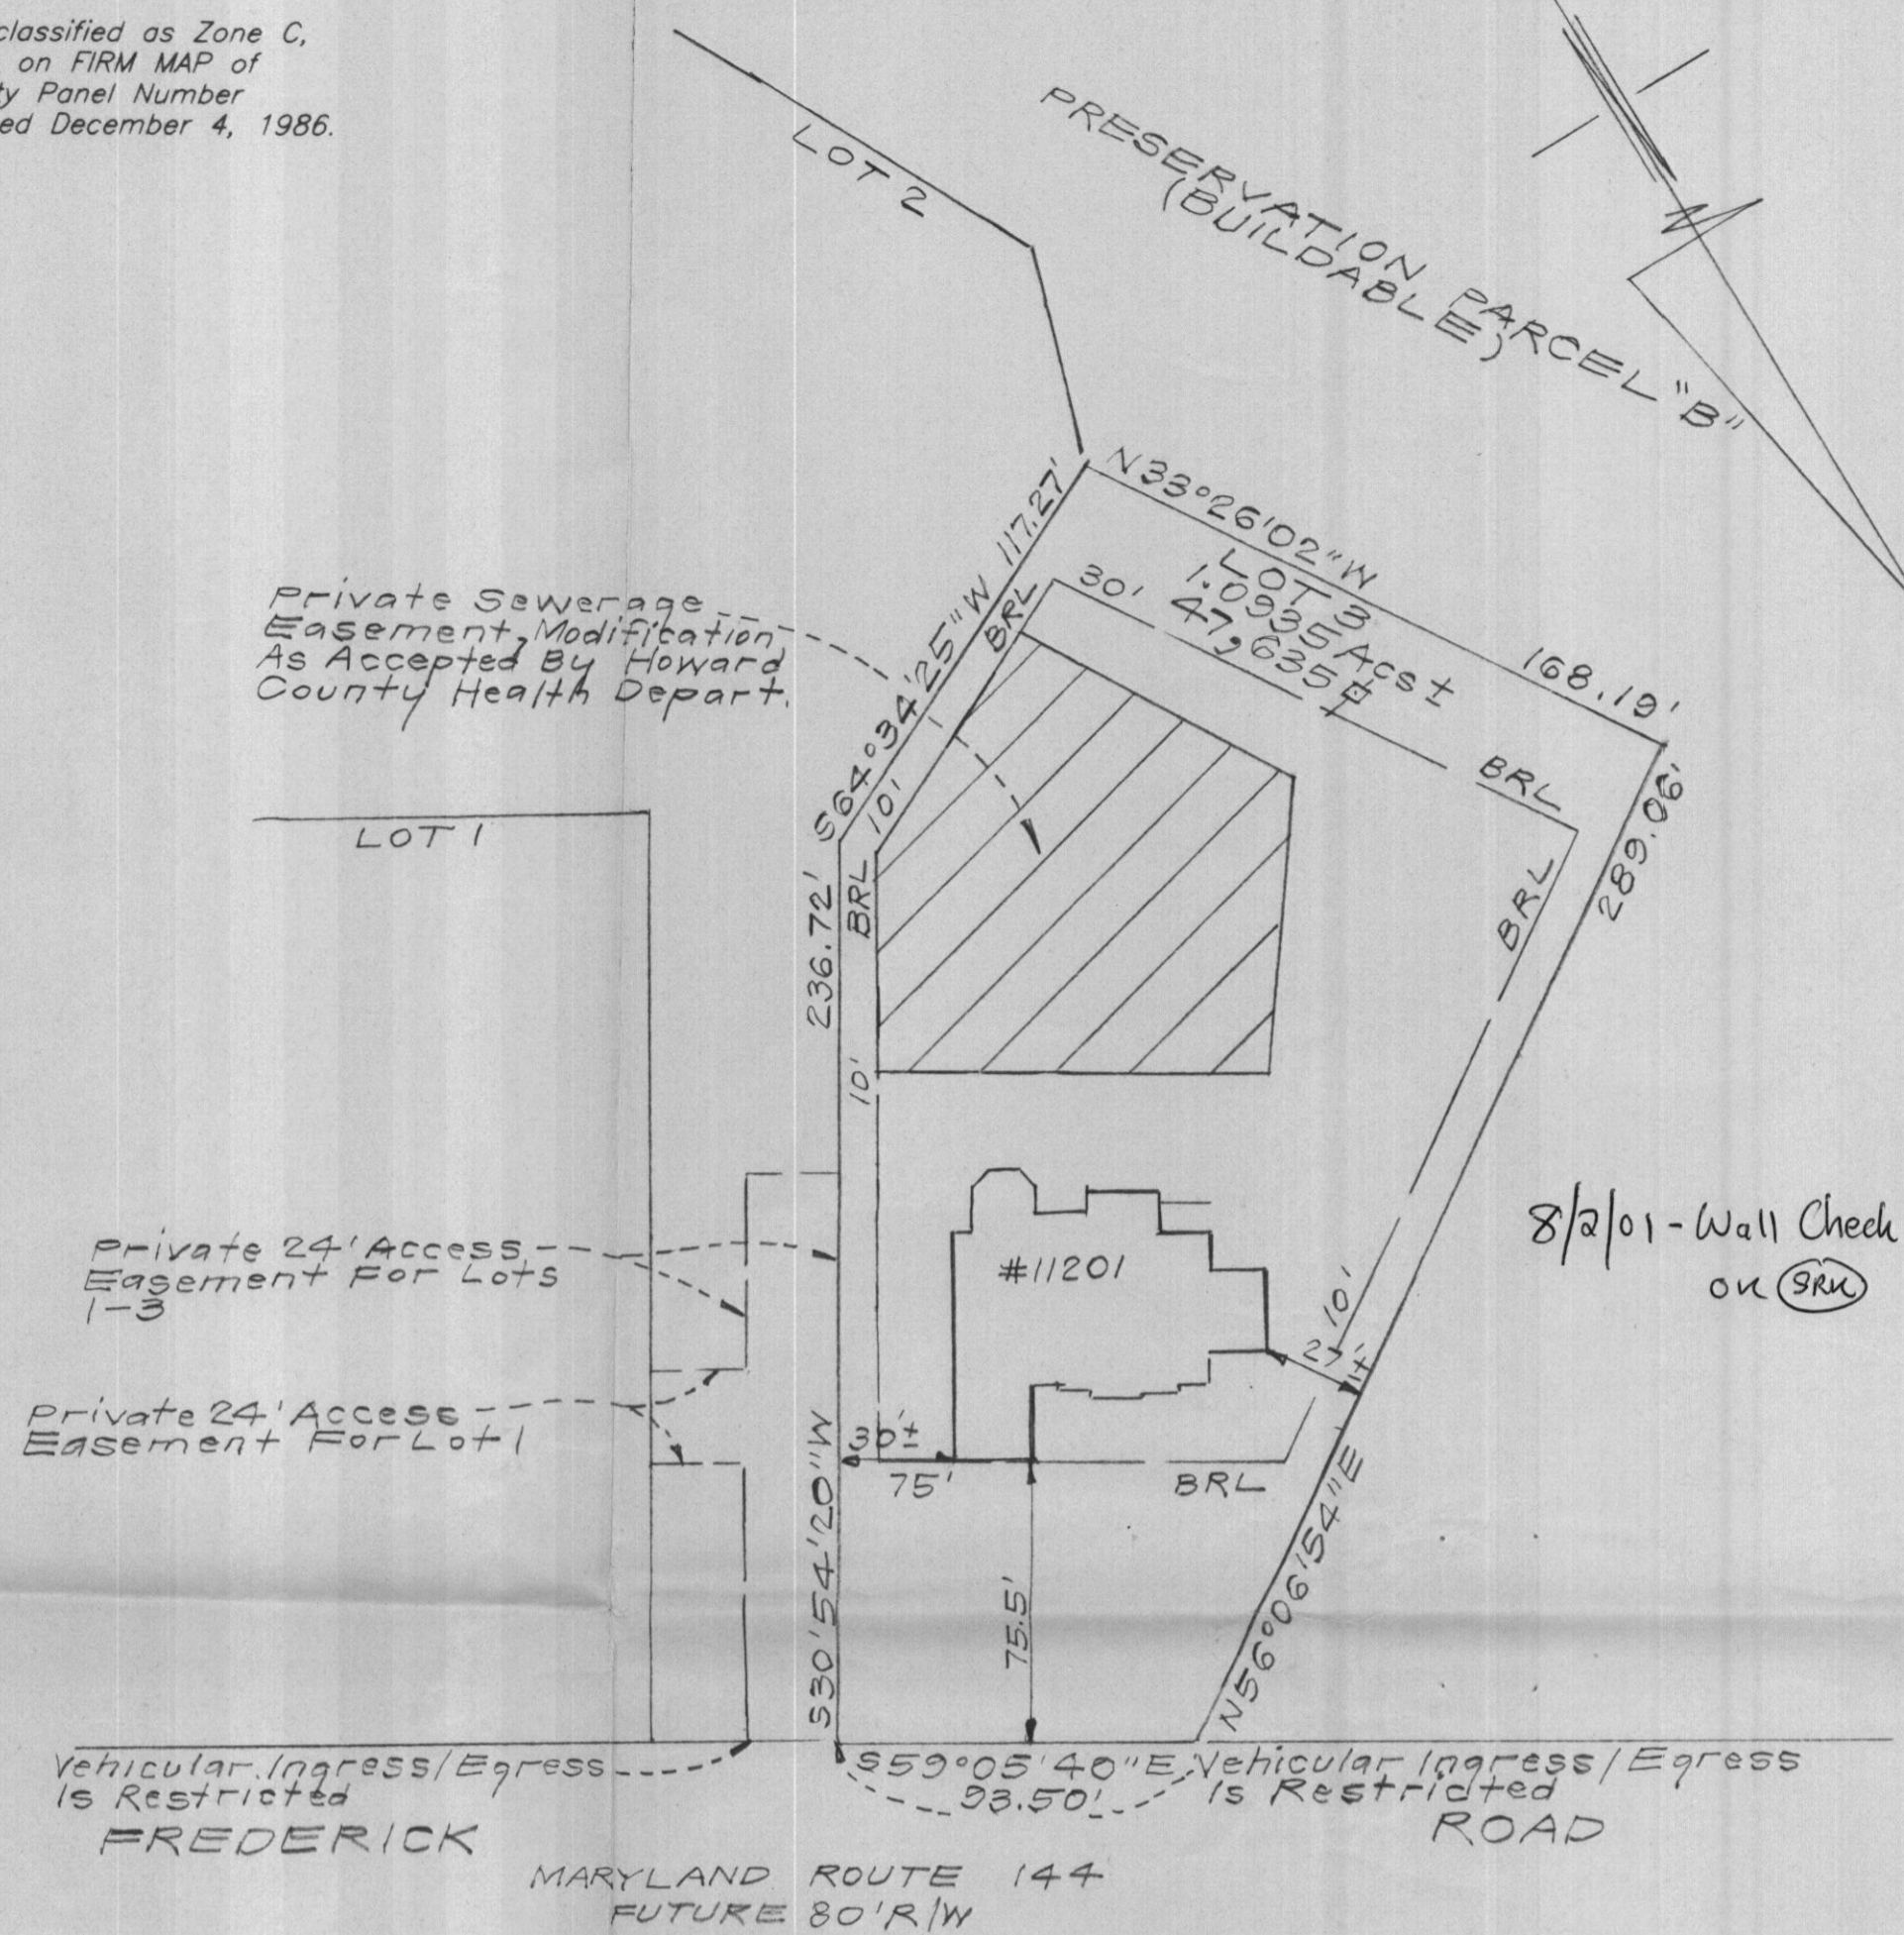 classified as Zone C,
on FIRM MAP of
ty Panel Number
ed December 4, 1986.
LOT 2
PRESERVATION PARCEL "B"
(BUILDABLE)
N33°26'02"W
168.19'
LOT 3
1.0935 Acs ±
47,635
30'
BRL
S64°34'25"W 117.27'
BRL
10'
Private Sewerage
Easement, Modification
As Accepted By Howard
County Health Depart.
LOT 1
289.06'
BRL
236.72'
BRL
10'
Private 24' Access
Easement For Lots
1-3
#11201
8/2/01 - Wall Check
OK SRK
10'
27'±
Private 24' Access
Easement For Lot 1
30'±
75'
BRL
75.5'
S30'54'20"W
N56°06'54"E
Vehicular Ingress/Egress
Is Restricted
S59°05'40"E
93.50'
Vehicular Ingress/Egress
Is Restricted
FREDERICK
ROAD
MARYLAND ROUTE 144
FUTURE 80'R/W